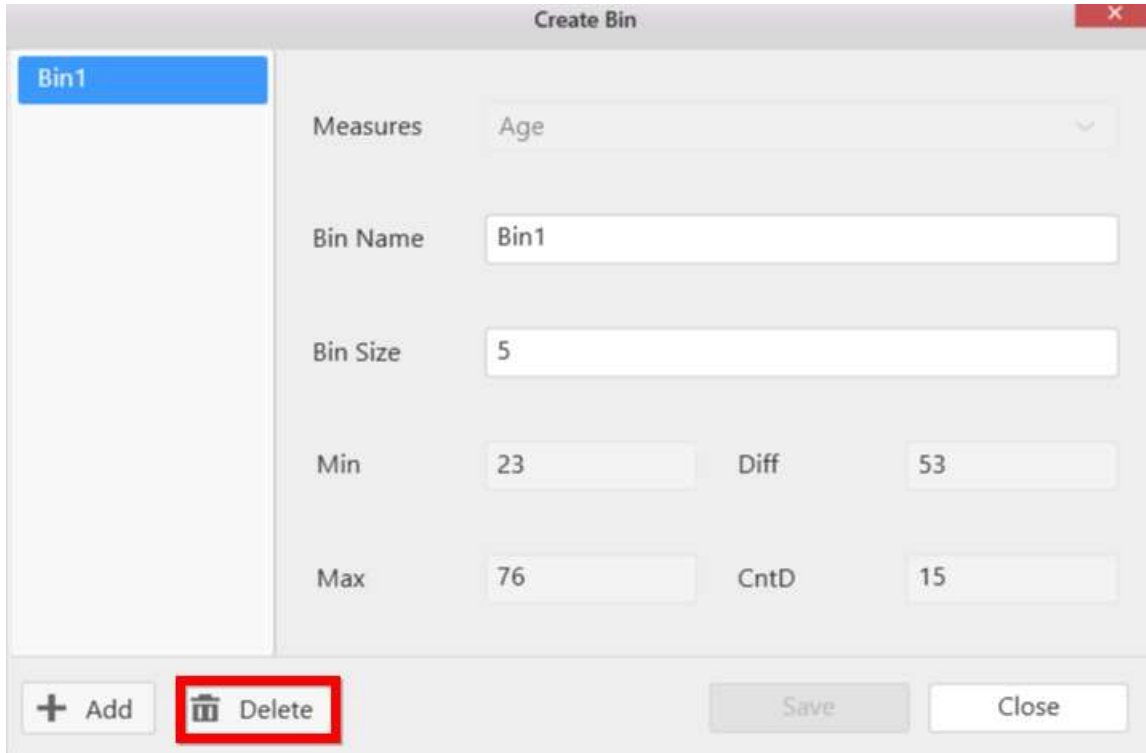 Create Bin
Bin1
Measures Age
Bin Name Bin1
Bin Size 5
Min 23 Diff 53
Max 76 CntD 15
Add Delete Save Close